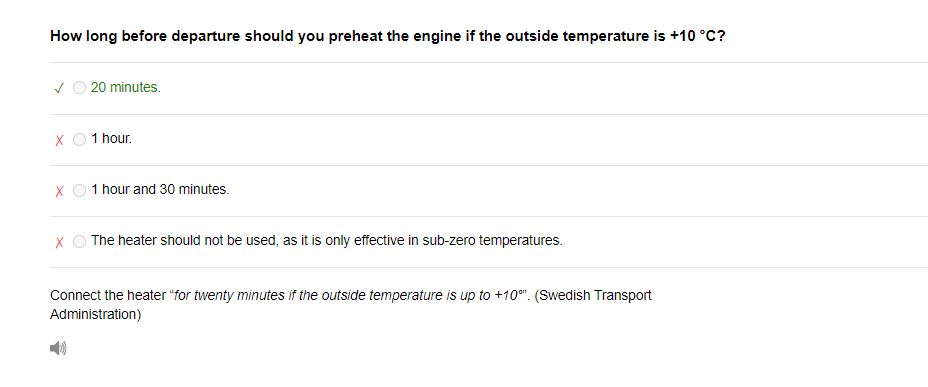 How long before departure should you preheat the engine if the outside temperature is +10 °C?
✓ 20 minutes.
X 1 hour.
X 1 hour and 30 minutes.
X The heater should not be used, as it is only effective in sub-zero temperatures.
Connect the heater “for twenty minutes if the outside temperature is up to +10°”. (Swedish Transport
Administration)